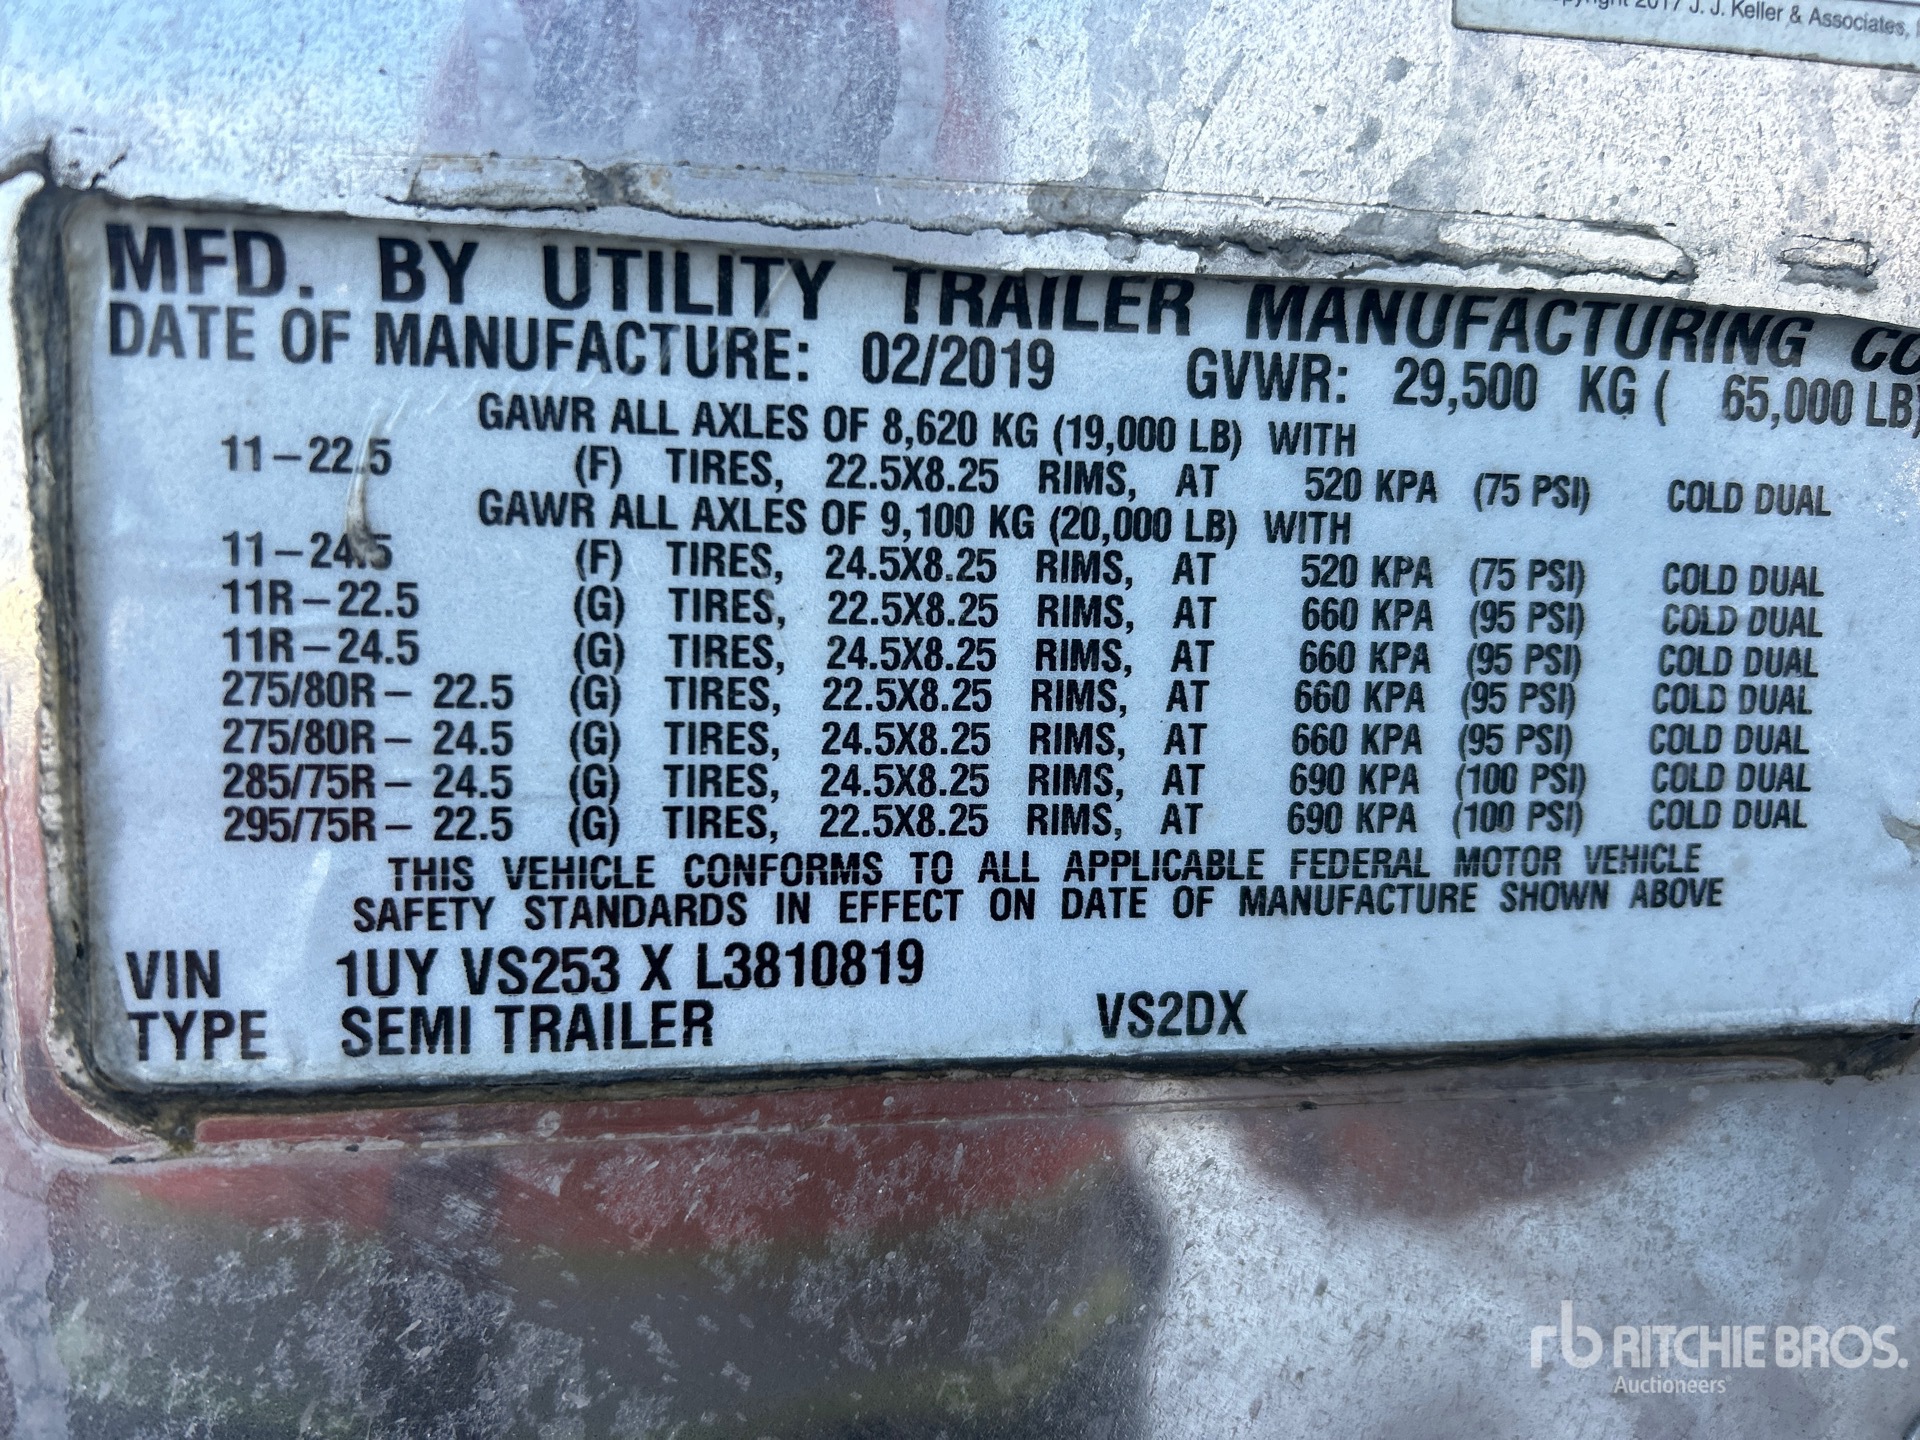 Copyright 2017 J. J. Keller & Associates,
MFD. BY UTILITY TRAILER MANUFACTURING CO
DATE OF MANUFACTURE: 02/2019 GVWR: 29,500 KG ( 65,000 LB)
GAWR ALL AXLES OF 8,620 KG (19,000 LB) WITH
11-22.5 (F) TIRES, 22.5X8.25 RIMS, AT 520 KPA (75 PSI) COLD DUAL
GAWR ALL AXLES OF 9,100 KG (20,000 LB) WITH
11-24.5 (F) TIRES, 24.5X8.25 RIMS, AT 520 KPA (75 PSI) COLD DUAL
11R-22.5 (G) TIRES, 22.5X8.25 RIMS, AT 660 KPA (95 PSI) COLD DUAL
11R-24.5 (G) TIRES, 24.5X8.25 RIMS, AT 660 KPA (95 PSI) COLD DUAL
275/80R- 22.5 (G) TIRES, 22.5X8.25 RIMS, AT 660 KPA (95 PSI) COLD DUAL
275/80R- 24.5 (G) TIRES, 24.5X8.25 RIMS, AT 660 KPA (95 PSI) COLD DUAL
285/75R- 24.5 (G) TIRES, 24.5X8.25 RIMS, AT 690 KPA (100 PSI) COLD DUAL
295/75R- 22.5 (G) TIRES, 22.5X8.25 RIMS, AT 690 KPA (100 PSI) COLD DUAL
THIS VEHICLE CONFORMS TO ALL APPLICABLE FEDERAL MOTOR VEHICLE
SAFETY STANDARDS IN EFFECT ON DATE OF MANUFACTURE SHOWN ABOVE
VIN 1UY VS253 X L3810819
TYPE SEMI TRAILER VS2DX
rb RITCHIE BROS.
Auctioneers